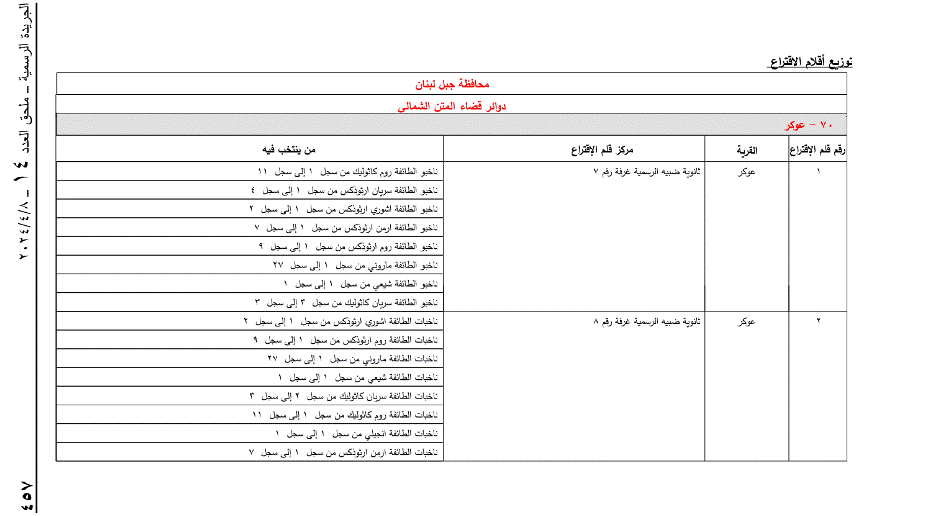 الجريدة الرسمية – ملحق العدد ١٤ – ٢٠٢٤/٤/٨
توزيع أقلام الاقتراع
محافظة جبل لبنان
دوائر قضاء المتن الشمالي
٧٠ – عوكر
رقم قلم الإقتراع القرية مركز قلم الإقتراع من ينتخب فيه
١ عوكر ثانوية ضبيه الرسمية غرفة رقم ٧ ناخبو الطائفة روم كاثوليك من سجل ١ إلى سجل ١١
ناخبو الطائفة سريان ارثوذكس من سجل ١ إلى سجل ٤
ناخبو الطائفة اشوري ارثوذكس من سجل ١ إلى سجل ٢
ناخبو الطائفة ارمن ارثوذكس من سجل ١ إلى سجل ٧
ناخبو الطائفة روم ارثوذكس من سجل ١ إلى سجل ٩
ناخبو الطائفة ماروني من سجل ١ إلى سجل ٢٧
ناخبو الطائفة شيعي من سجل ١ إلى سجل ١
ناخبو الطائفة سريان كاثوليك من سجل ٣ إلى سجل ٣
٢ عوكر ثانوية ضبيه الرسمية غرفة رقم ٨ ناخبات الطائفة اشوري ارثوذكس من سجل ١ إلى سجل ٢
ناخبات الطائفة روم ارثوذكس من سجل ١ إلى سجل ٩
ناخبات الطائفة ماروني من سجل ١ إلى سجل ٢٧
ناخبات الطائفة شيعي من سجل ١ إلى سجل ١
ناخبات الطائفة سريان كاثوليك من سجل ٢ إلى سجل ٣
ناخبات الطائفة روم كاثوليك من سجل ١ إلى سجل ١١
ناخبات الطائفة انجيلي من سجل ١ إلى سجل ١
ناخبات الطائفة ارمن ارثوذكس من سجل ١ إلى سجل ٧
٤٥٧